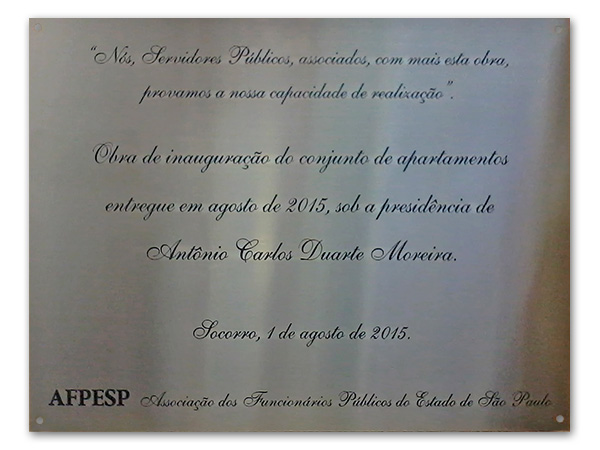 “Nós, Servidores Públicos, associados, com mais esta obra,
provamos a nossa capacidade de realização”.
Obra de inauguração do conjunto de apartamentos
entregue em agosto de 2015, sob a presidência de
Antônio Carlos Duarte Moreira.
Socorro, 1 de agosto de 2015.
AFPESP Associação dos Funcionários Públicos do Estado de São Paulo